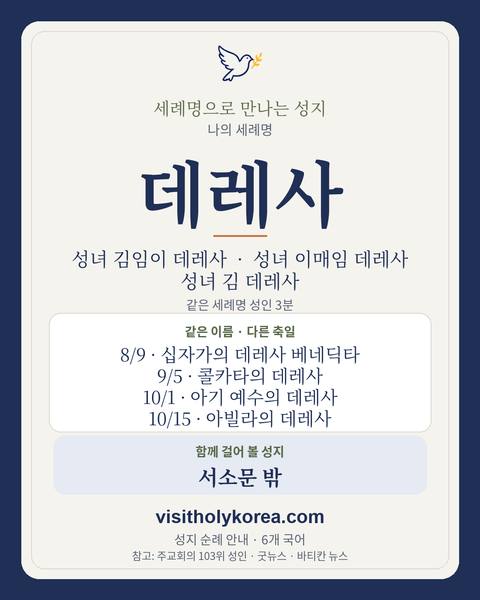 세례명으로 만나는 성지
나의 세례명
데레사
성녀 김임이 데레사 · 성녀 이매임 데레사
성녀 김 데레사
같은 세례명 성인 3분
같은 이름 · 다른 축일
8/9 · 십자가의 데레사 베네딕타
9/5 · 콜카타의 데레사
10/1 · 아기 예수의 데레사
10/15 · 아빌라의 데레사
함께 걸어 볼 성지
서소문 밖
visitholykorea.com
성지 순례 안내 · 6개 국어
참고: 주교회의 103위 성인 · 굿뉴스 · 바티칸 뉴스